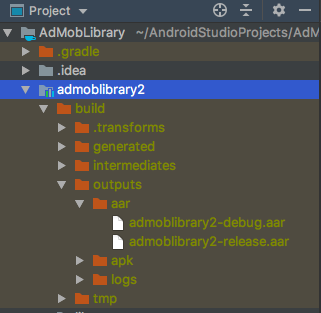 Project
AdMobLibrary ~/AndroidStudioProjects/AdM
.gradle
.idea
admoblibrary2
build
.transforms
generated
intermediates
outputs
aar
admoblibrary2-debug.aar
admoblibrary2-release.aar
apk
logs
tmp